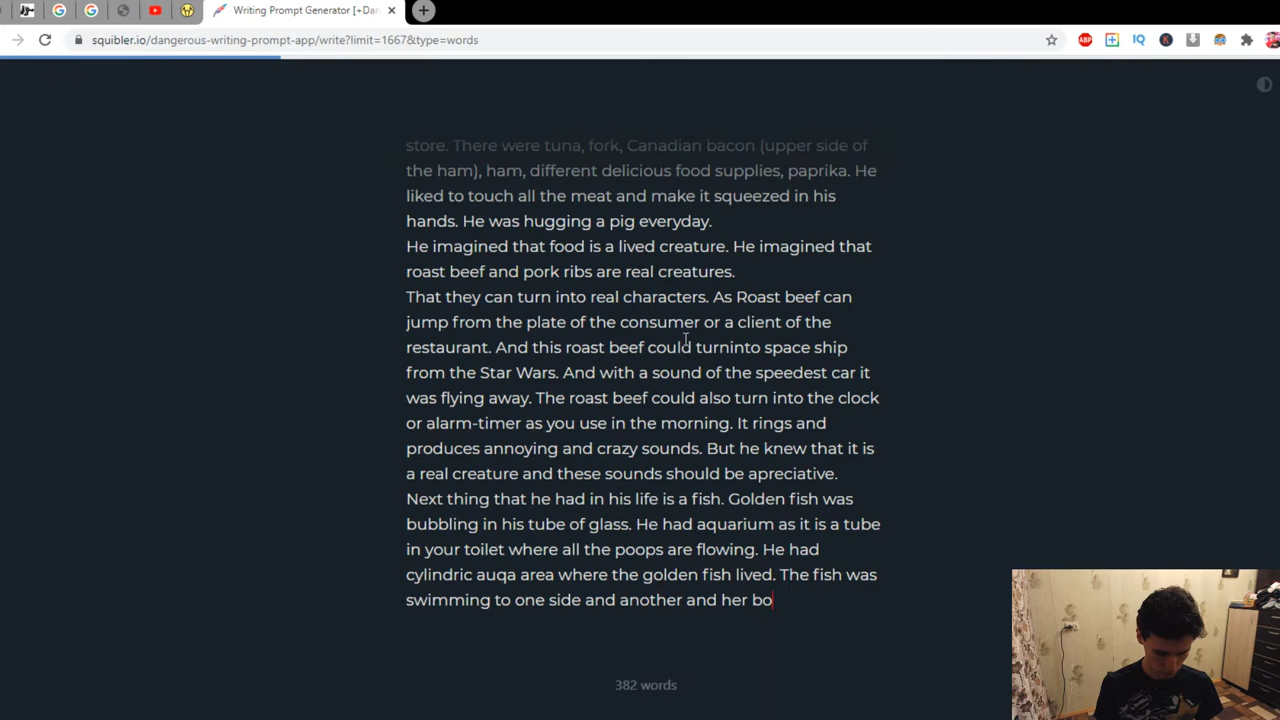 Writing Prompt Generator [+Dan
squibler.io/dangerous-writing-prompt-app/write?limit=1667&type=words
store. There were tuna, fork, Canadian bacon (upper side of
the ham), ham, different delicious food supplies, paprika. He
liked to touch all the meat and make it squeezed in his
hands. He was hugging a pig everyday.
He imagined that food is a lived creature. He imagined that
roast beef and pork ribs are real creatures.
That they can turn into real characters. As Roast beef can
jump from the plate of the consumer or a client of the
restaurant. And this roast beef could turninto space ship
from the Star Wars. And with a sound of the speedest car it
was flying away. The roast beef could also turn into the clock
or alarm-timer as you use in the morning. It rings and
produces annoying and crazy sounds. But he knew that it is
a real creature and these sounds should be apreciative.
Next thing that he had in his life is a fish. Golden fish was
bubbling in his tube of glass. He had aquarium as it is a tube
in your toilet where all the poops are flowing. He had
cylindric auqa area where the golden fish lived. The fish was
swimming to one side and another and her bo
382 words